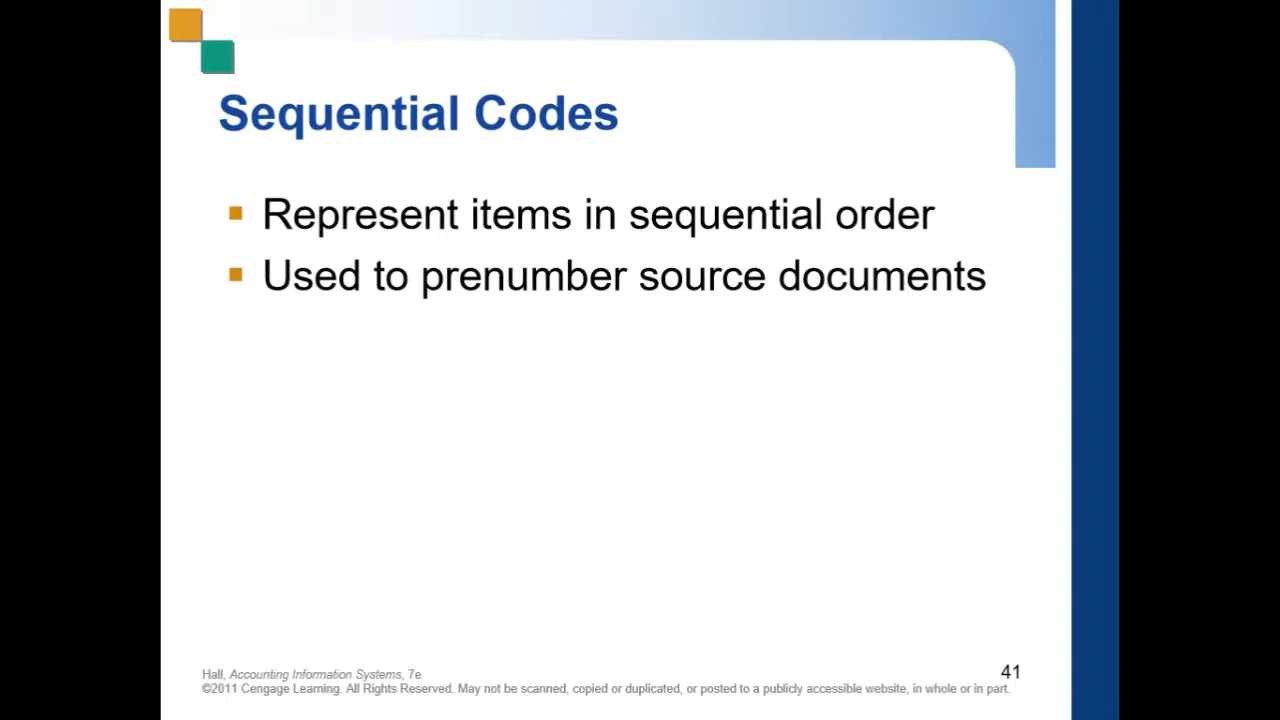 Sequential Codes
Represent items in sequential order
Used to prenumber source documents
Hall, Accounting Information Systems, 7e
41
©2011 Cengage Learning. All Rights Reserved. May not be scanned, copied or duplicated, or posted to a publicly accessible website, in whole or in part.